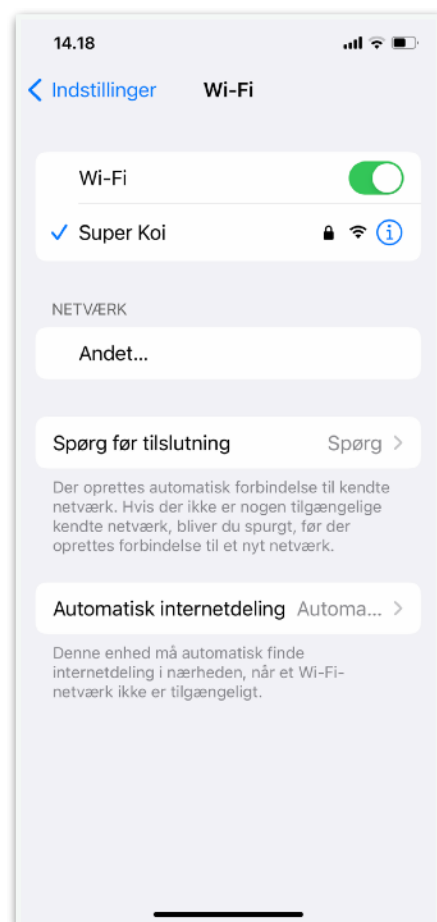 14.18
Indstillinger
Wi-Fi
Wi-Fi
Super Koi
NETVÆRK
Andet...
Spørg før tilslutning Spørg
Der oprettes automatisk forbindelse til kendte
netværk. Hvis der ikke er nogen tilgængelige
kendte netværk, bliver du spurgt, før der
oprettes forbindelse til et nyt netværk.
Automatisk internetdeling Automa...
Denne enhed må automatisk finde
internetdeling i nærheden, når et Wi-Fi-
netværk ikke er tilgængeligt.